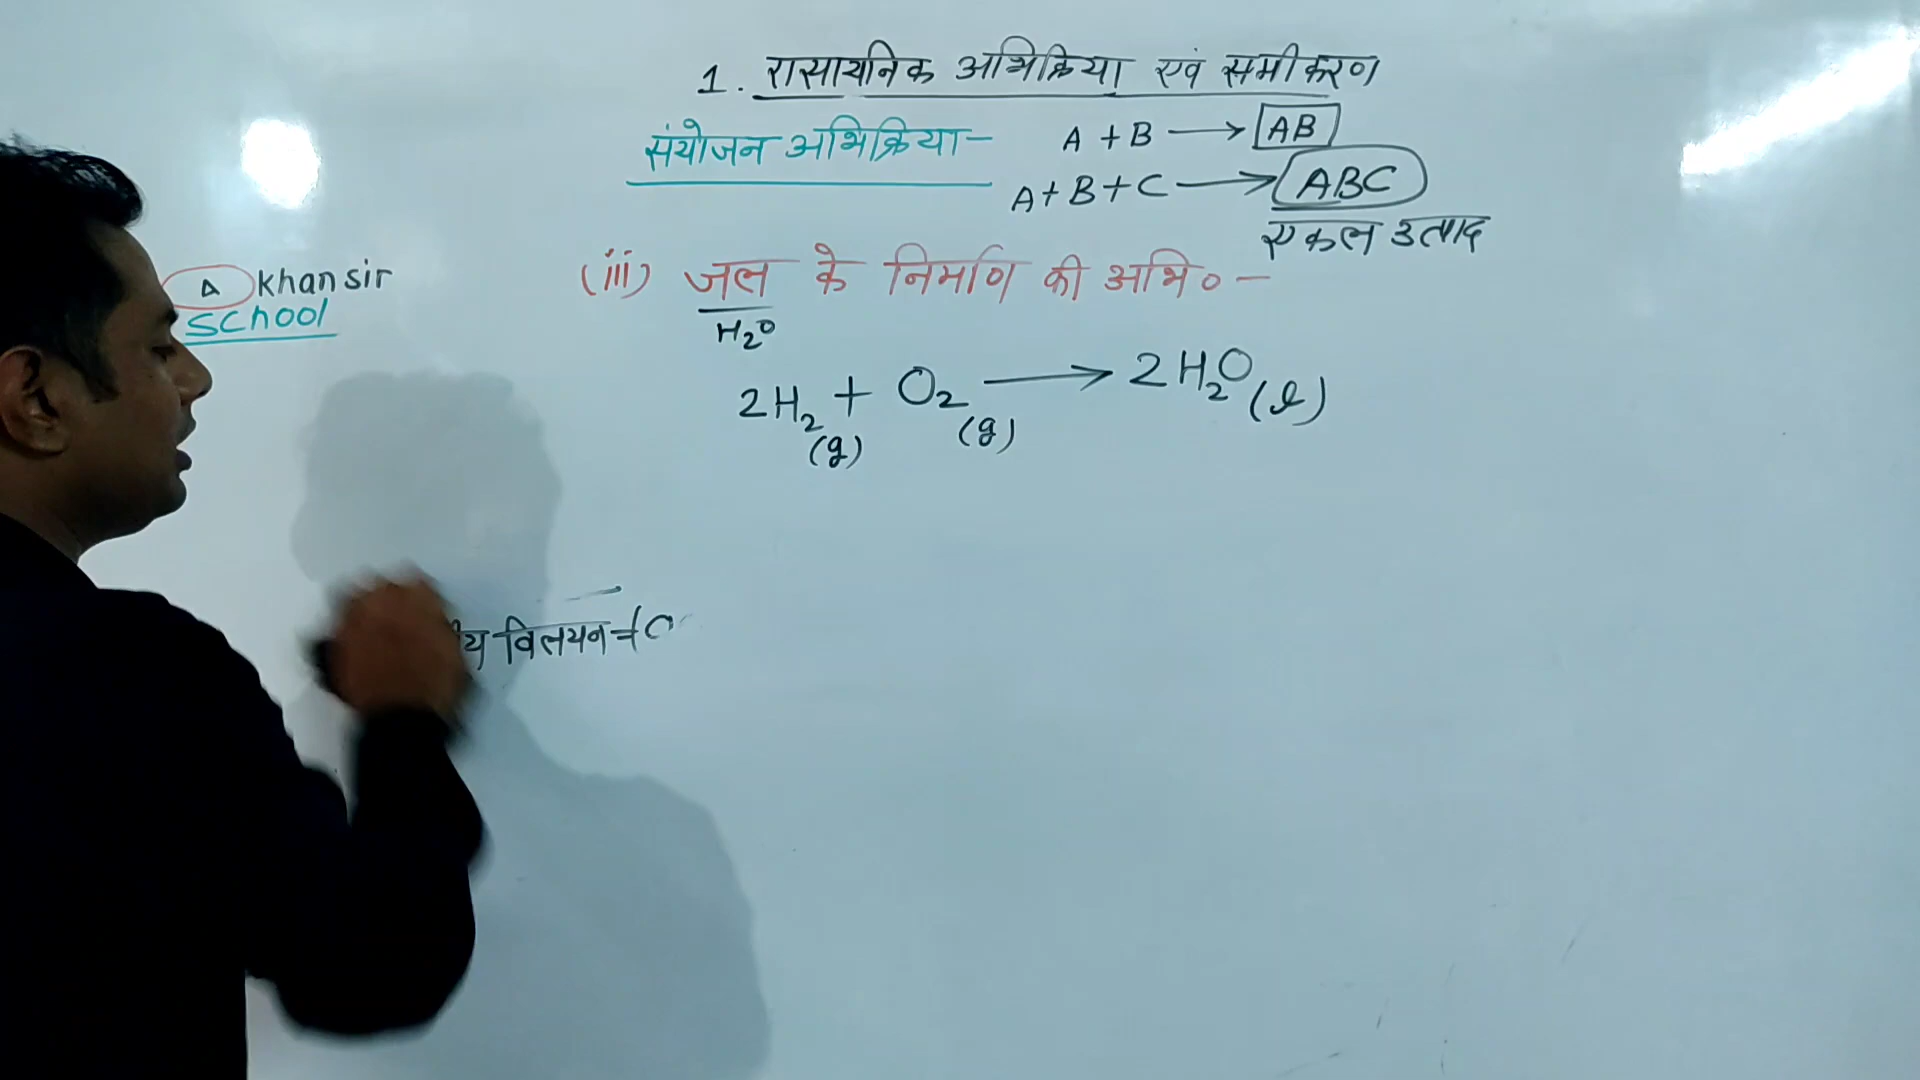 1. रासायनिक अभिक्रिया एवं समीकरण
संयोजन अभिक्रिया- A + B ⟶ AB
A + B + C ⟶ ABC
एकल उत्पाद
(iii) जल के निर्माण की अभि० -
H₂O
A khan sir
School
2H₂(g) + O₂(g) ⟶ 2H₂O(l)
विलयन =